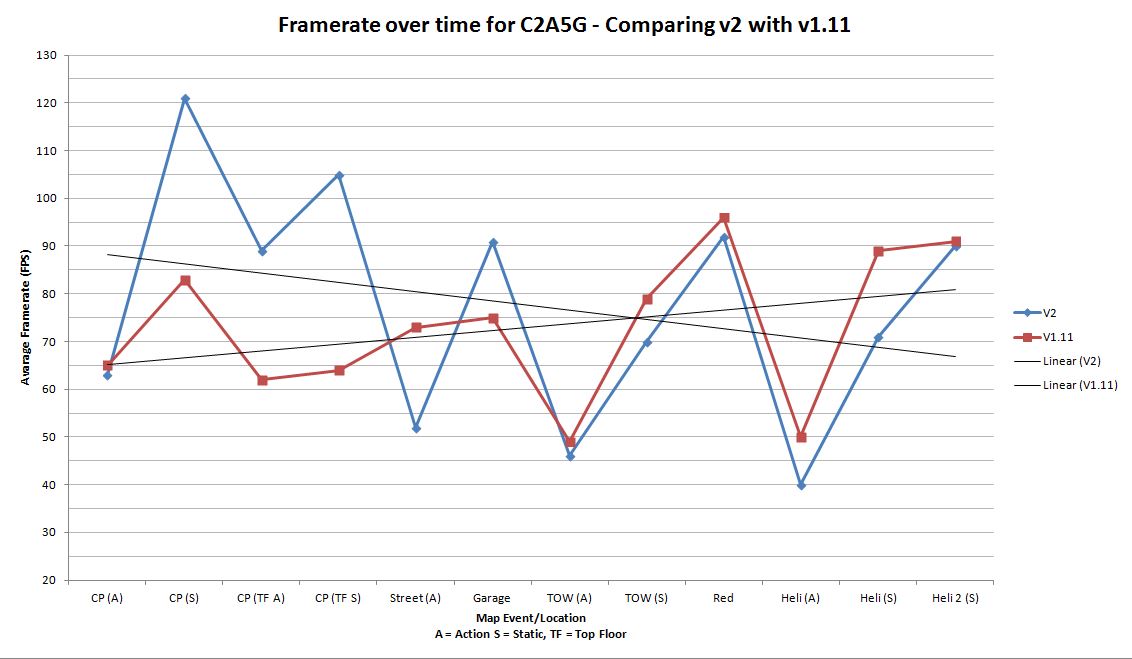 Framerate over time for C2A5G - Comparing v2 with v1.11
130
120
110
100
90
80
70
60
50
40
30
20
Avarage Framerate (FPS)
CP (A) CP (S) CP (TF A) CP (TF S) Street (A) Garage TOW (A) TOW (S) Red Heli (A) Heli (S) Heli 2 (S)
Map Event/Location
A = Action S = Static, TF = Top Floor
V2
V1.11
Linear (V2)
Linear (V1.11)